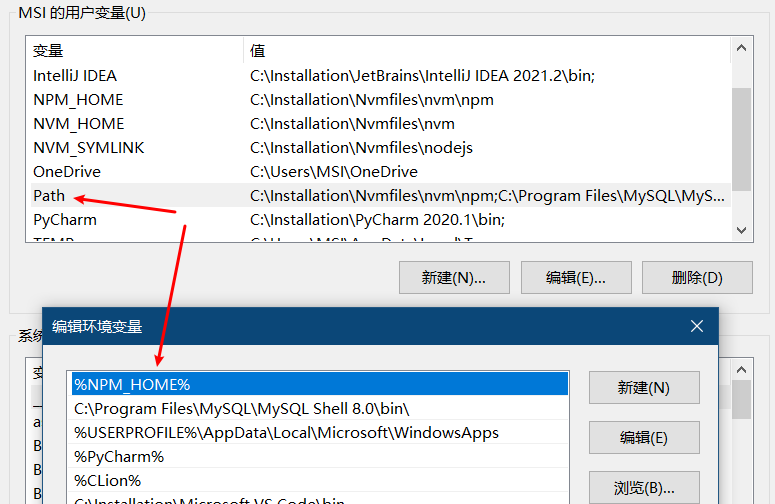 MSI 的用户变量(U)
变量 值
IntelliJ IDEA C:\Installation\JetBrains\IntelliJ IDEA 2021.2\bin;
NPM_HOME C:\Installation\Nvmfiles\nvm\npm
NVM_HOME C:\Installation\Nvmfiles\nvm
NVM_SYMLINK C:\Installation\Nvmfiles\nodejs
OneDrive C:\Users\MSI\OneDrive
Path C:\Installation\Nvmfiles\nvm\npm;C:\Program Files\MySQL\MyS...
PyCharm C:\Installation\PyCharm 2020.1\bin;
TEMP
新建(N)... 编辑(E)... 删除(D)
系统
编辑环境变量
%NPM_HOME% 新建(N)
C:\Program Files\MySQL\MySQL Shell 8.0\bin\
%USERPROFILE%\AppData\Local\Microsoft\WindowsApps
编辑(E)
%PyCharm%
%CLion%
浏览(B)...
C:\Installation\Microsoft VS Code\bin